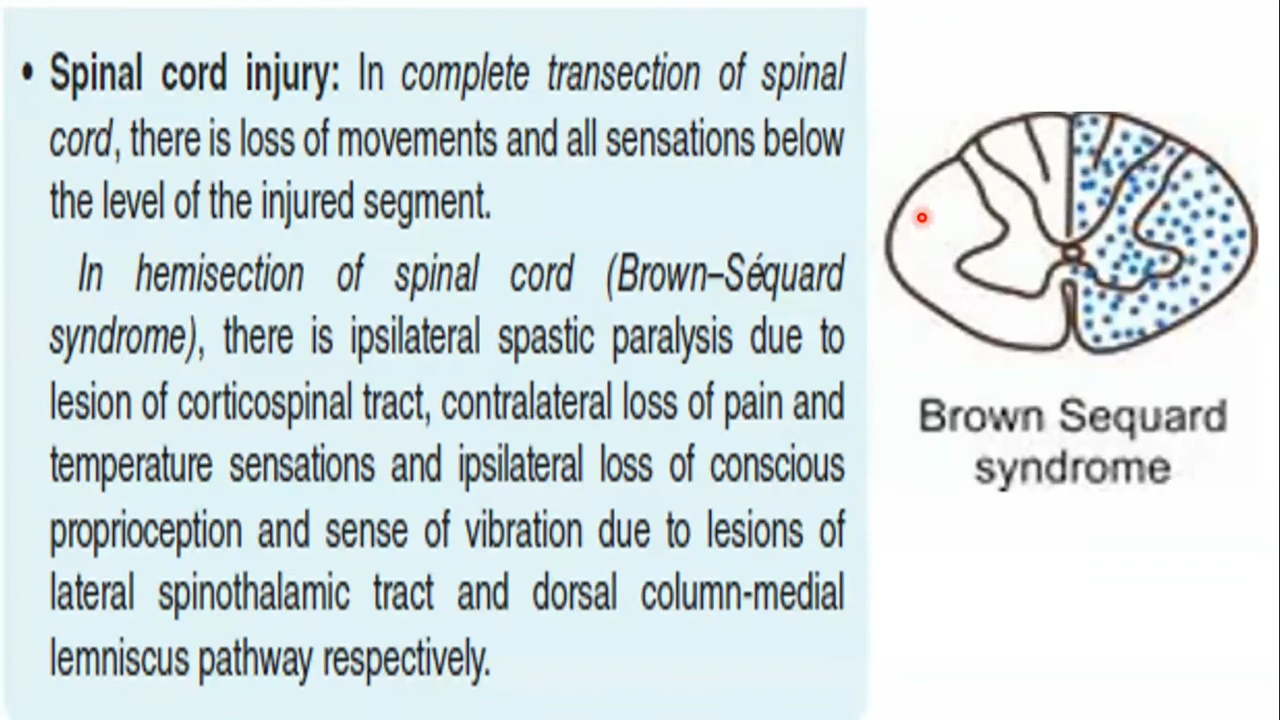 • Spinal cord injury: In complete transection of spinal
cord, there is loss of movements and all sensations below
the level of the injured segment.
In hemisection of spinal cord (Brown–Séquard
syndrome), there is ipsilateral spastic paralysis due to
lesion of corticospinal tract, contralateral loss of pain and
temperature sensations and ipsilateral loss of conscious
proprioception and sense of vibration due to lesions of
lateral spinothalamic tract and dorsal column-medial
lemniscus pathway respectively.
Brown Sequard
syndrome